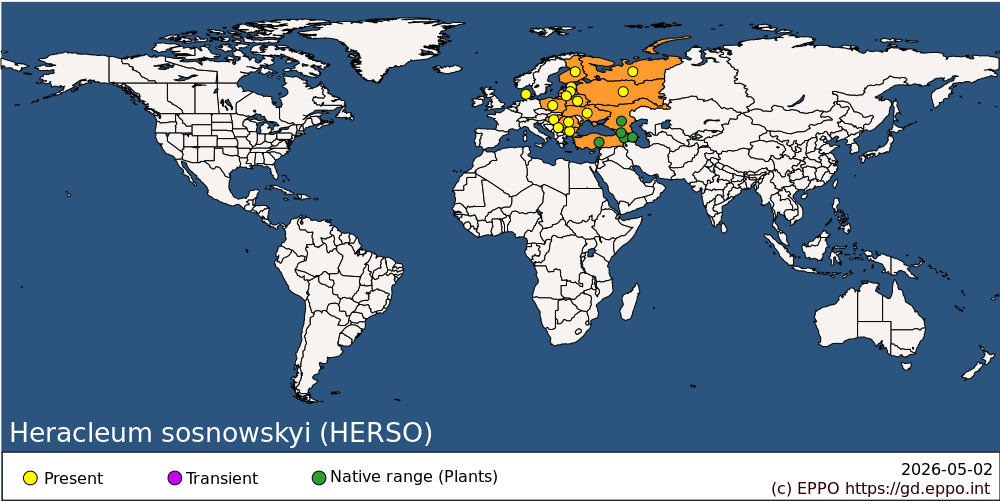 Heracleum sosnowskyi (HERSO)
Present
Transient
Native range (Plants)
2026-05-02
(c) EPPO https://gd.eppo.int